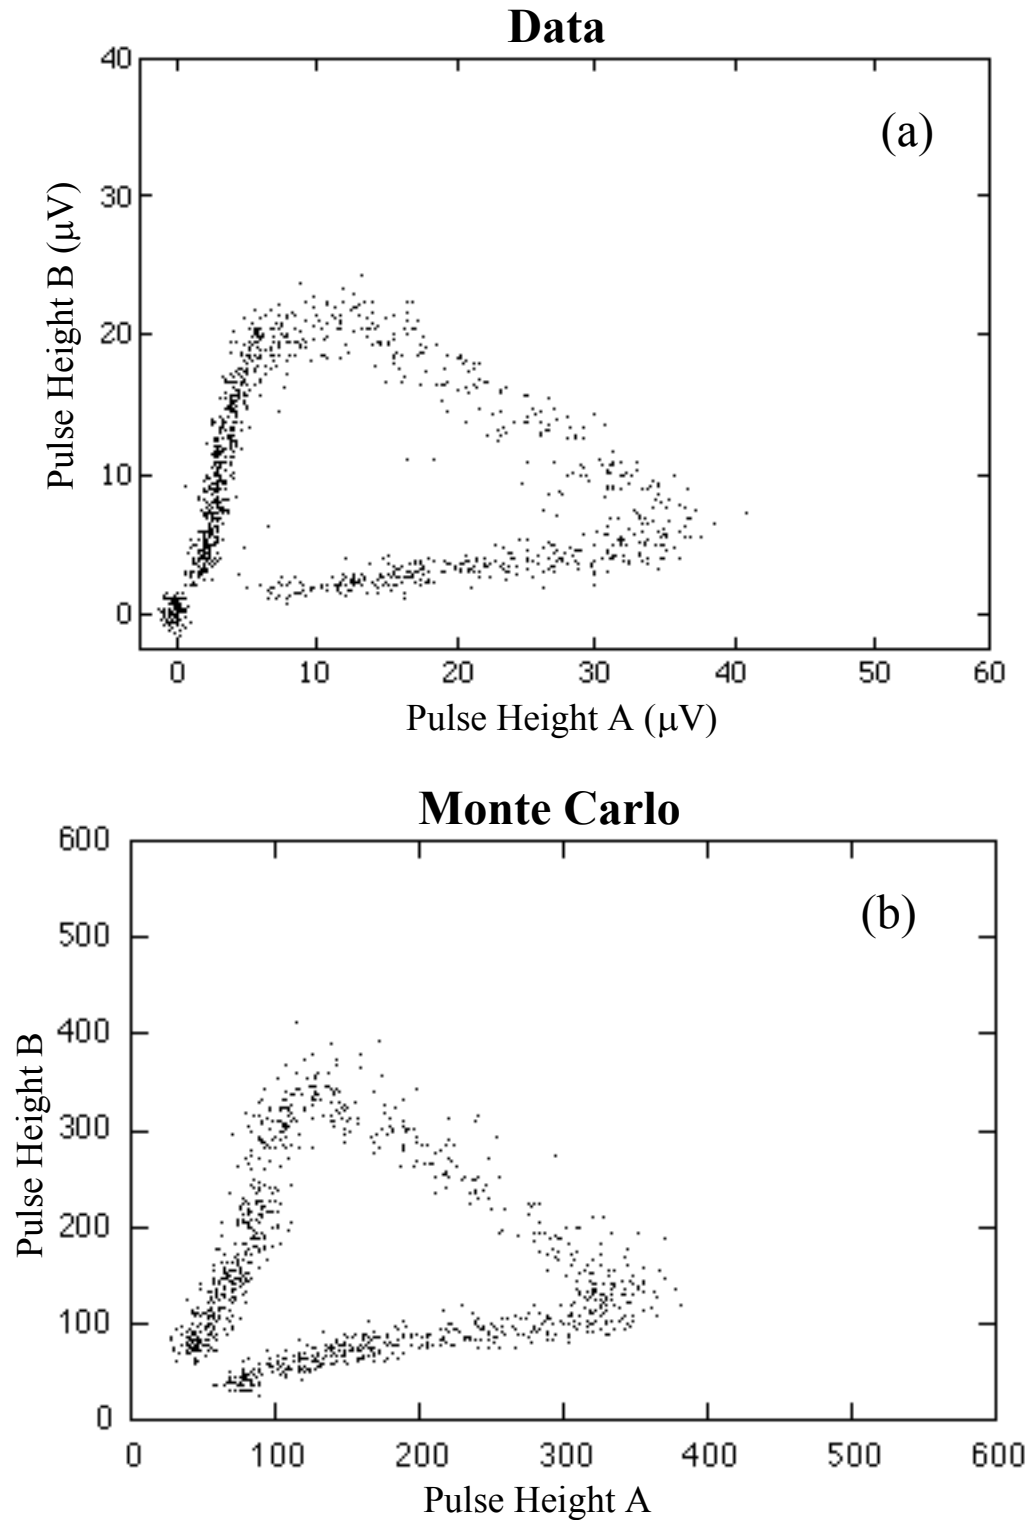 Data
(a)
40
30
20
10
0
Pulse Height B (μV)
0 10 20 30 40 50 60
Pulse Height A (μV)
Monte Carlo
(b)
600
500
400
300
200
100
0
Pulse Height B
0 100 200 300 400 500 600
Pulse Height A